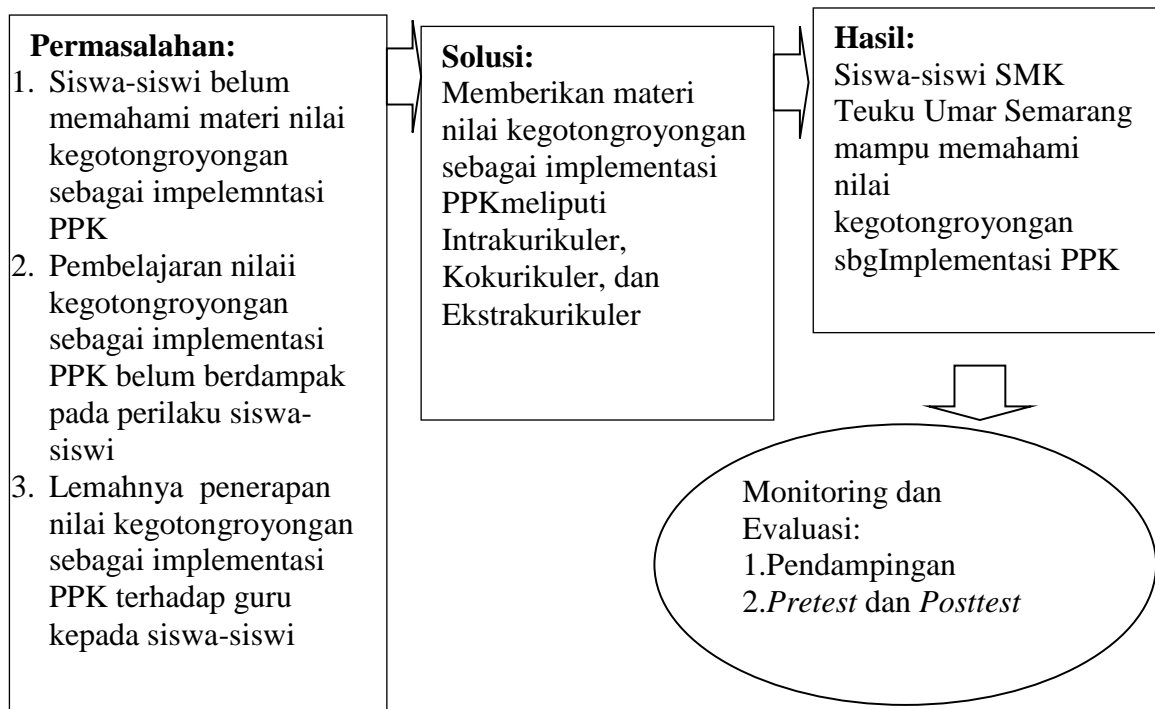 Permasalahan:
1. Siswa-siswi belum
memahami materi nilai
kegotongroyongan
sebagai impelemntasi
PPK
2. Pembelajaran nilaii
kegotongroyongan
sebagai implementasi
PPK belum berdampak
pada perilaku siswa-
siswi
3. Lemahnya penerapan
nilai kegotongroyongan
sebagai implementasi
PPK terhadap guru
kepada siswa-siswi
Solusi:
Memberikan materi
nilai kegotongroyongan
sebagai implementasi
PPKmeliputi
Intrakurikuler,
Kokurikuler, dan
Ekstrakurikuler
Hasil:
Siswa-siswi SMK
Teuku Umar Semarang
mampu memahami
nilai
kegotongroyongan
sbgImplementasi PPK
Monitoring dan
Evaluasi:
1.Pendampingan
2.Pretest dan Posttest